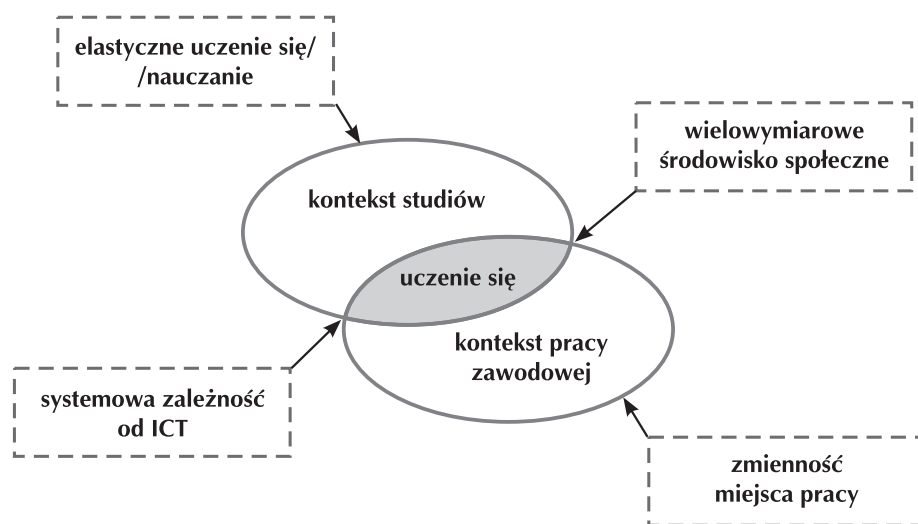 elastyczne uczenie się/
/nauczanie
wielowymiarowe
środowisko społeczne
kontekst studiów
uczenie się
kontekst pracy
zawodowej
systemowa zależność
od ICT
zmienność
miejsca pracy